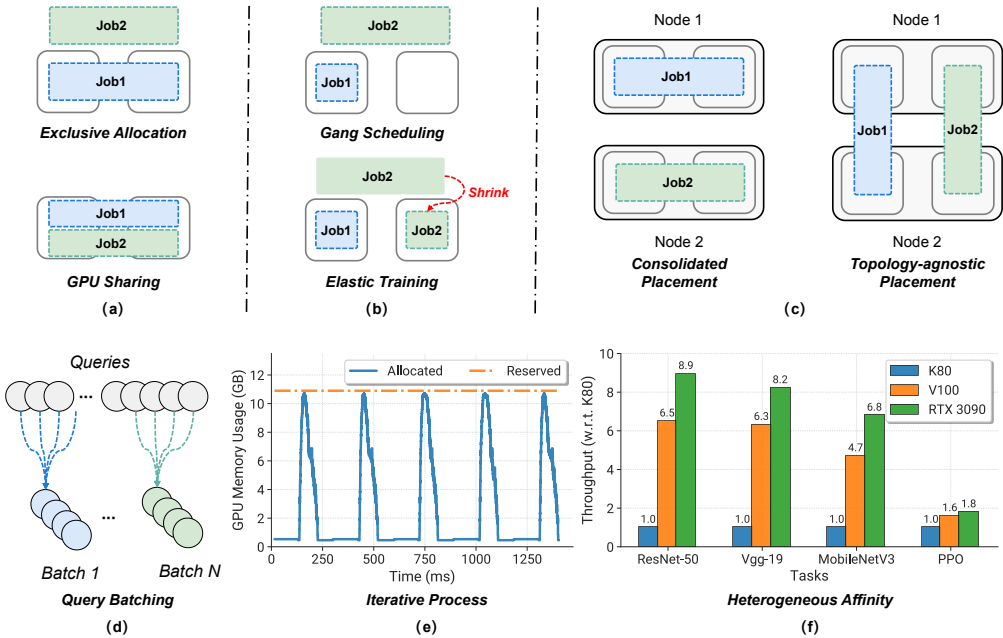 Job2
Job1
Exclusive Allocation
Job1
Job2
GPU Sharing
(a)
Job2
Job1
Gang Scheduling
Job2
Shrink
Job1
Job2
Elastic Training
(b)
Node 1
Node 1
Job1
Job1
Job2
Job2
Node 2
Node 2
Consolidated
Placement
Topology-agnostic
Placement
(c)
Queries
...
...
Batch 1
Batch N
Query Batching
(d)
Allocated
Reserved
GPU Memory Usage (GB)
12
10
8
6
4
2
0
0
250
500
750
1000
1250
Time (ms)
Iterative Process
(e)
K80
V100
RTX 3090
Throughput (w.r.t. K80)
10
8
6
4
2
0
1.0
6.5
8.9
1.0
6.3
8.2
1.0
4.7
6.8
1.0
1.6
1.8
ResNet-50
Vgg-19
MobileNetV3
PPO
Tasks
Heterogeneous Affinity
(f)